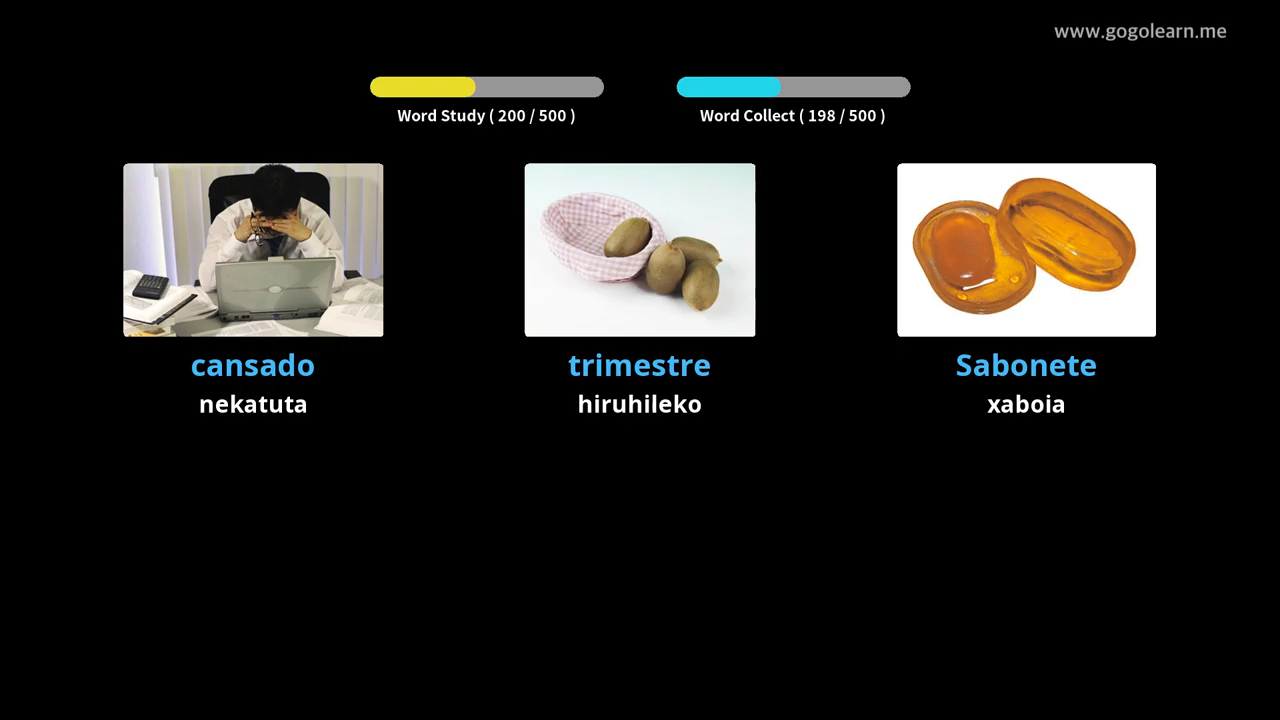 www.gogolearn.me
Word Study ( 200 / 500 )
Word Collect ( 198 / 500 )
cansado
nekatuta
trimestre
hiruhileko
Sabonete
xaboia